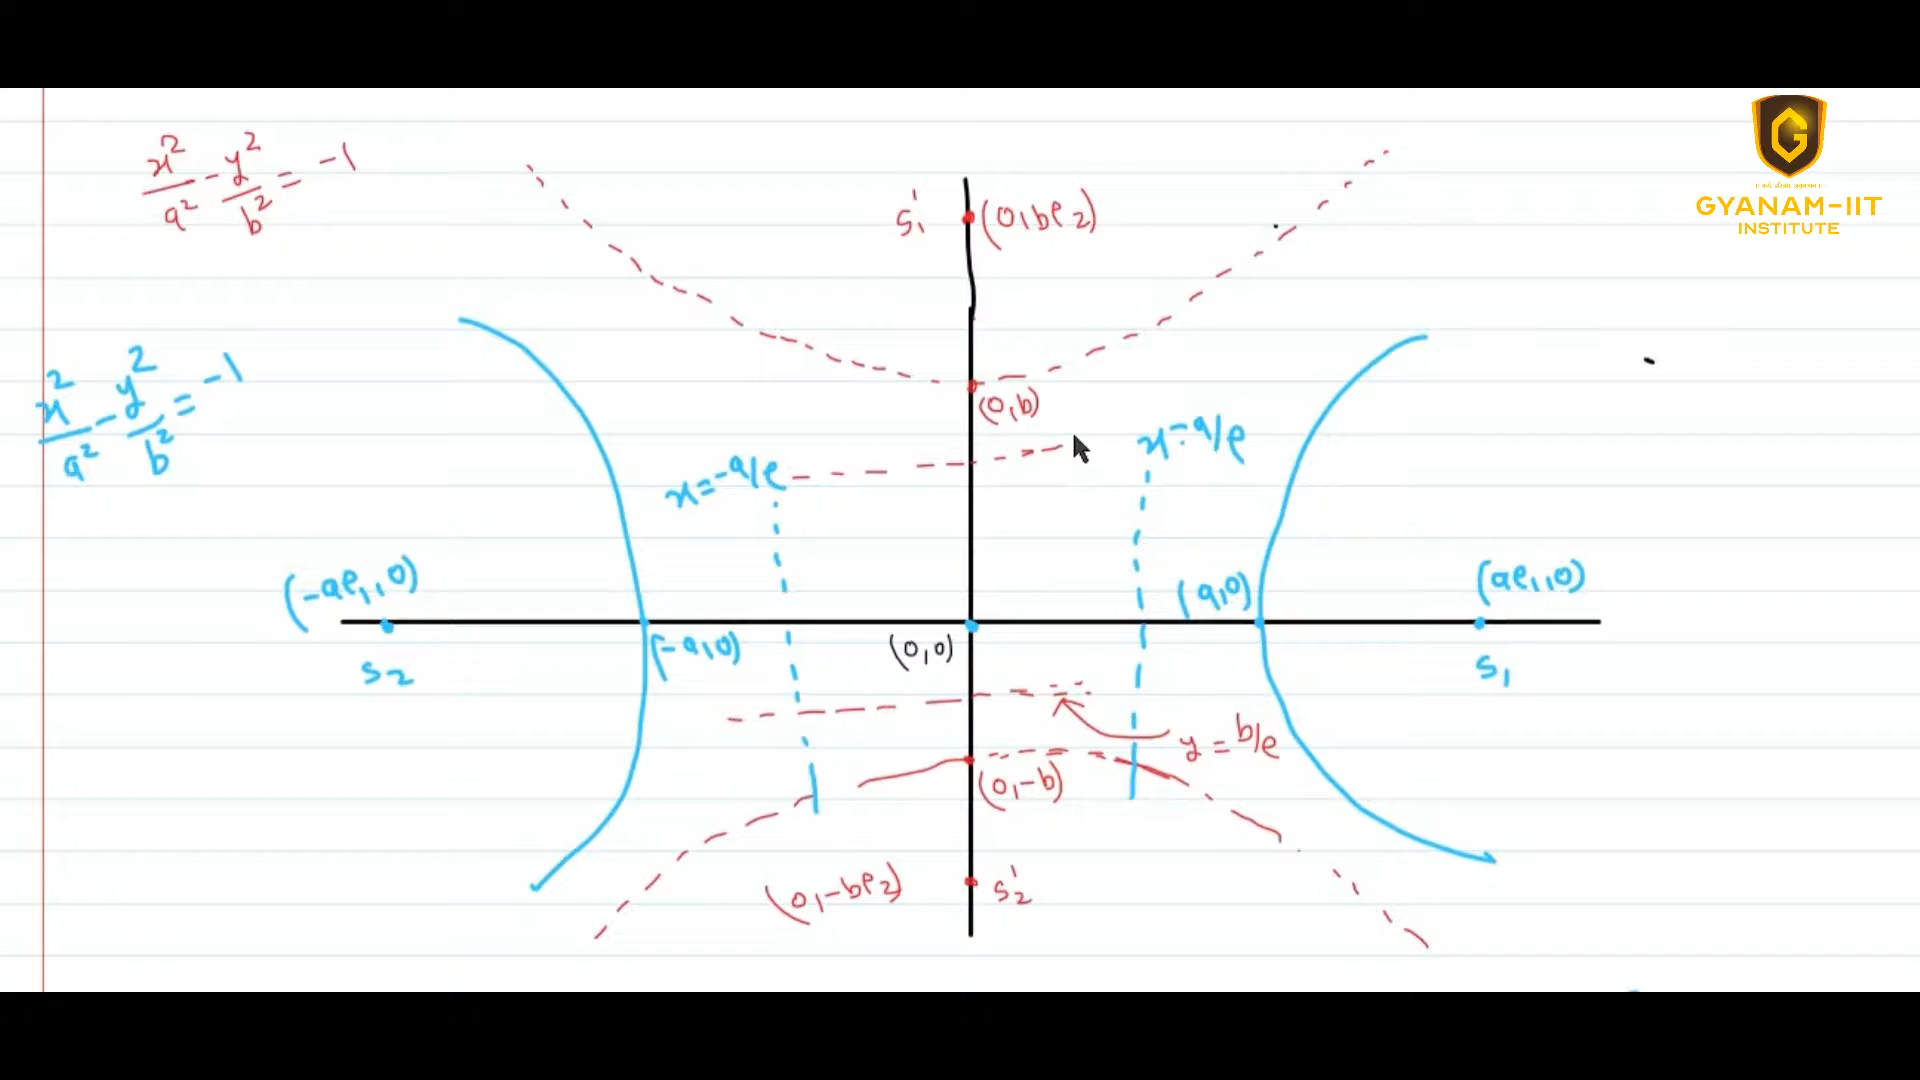 x²/a² - y²/b² = -1
S₁' (0, be₂)
GYANAM-IIT
INSTITUTE
x²/a² - y²/b² = -1
(0, b)
x = -a/e
x = a/e
(-ae₁, 0)
(a, 0)
(ae₁, 0)
S₂
(-a, 0)
(0, 0)
S₁
y = b/e
(0, -b)
(0, -be₂)
S₂'